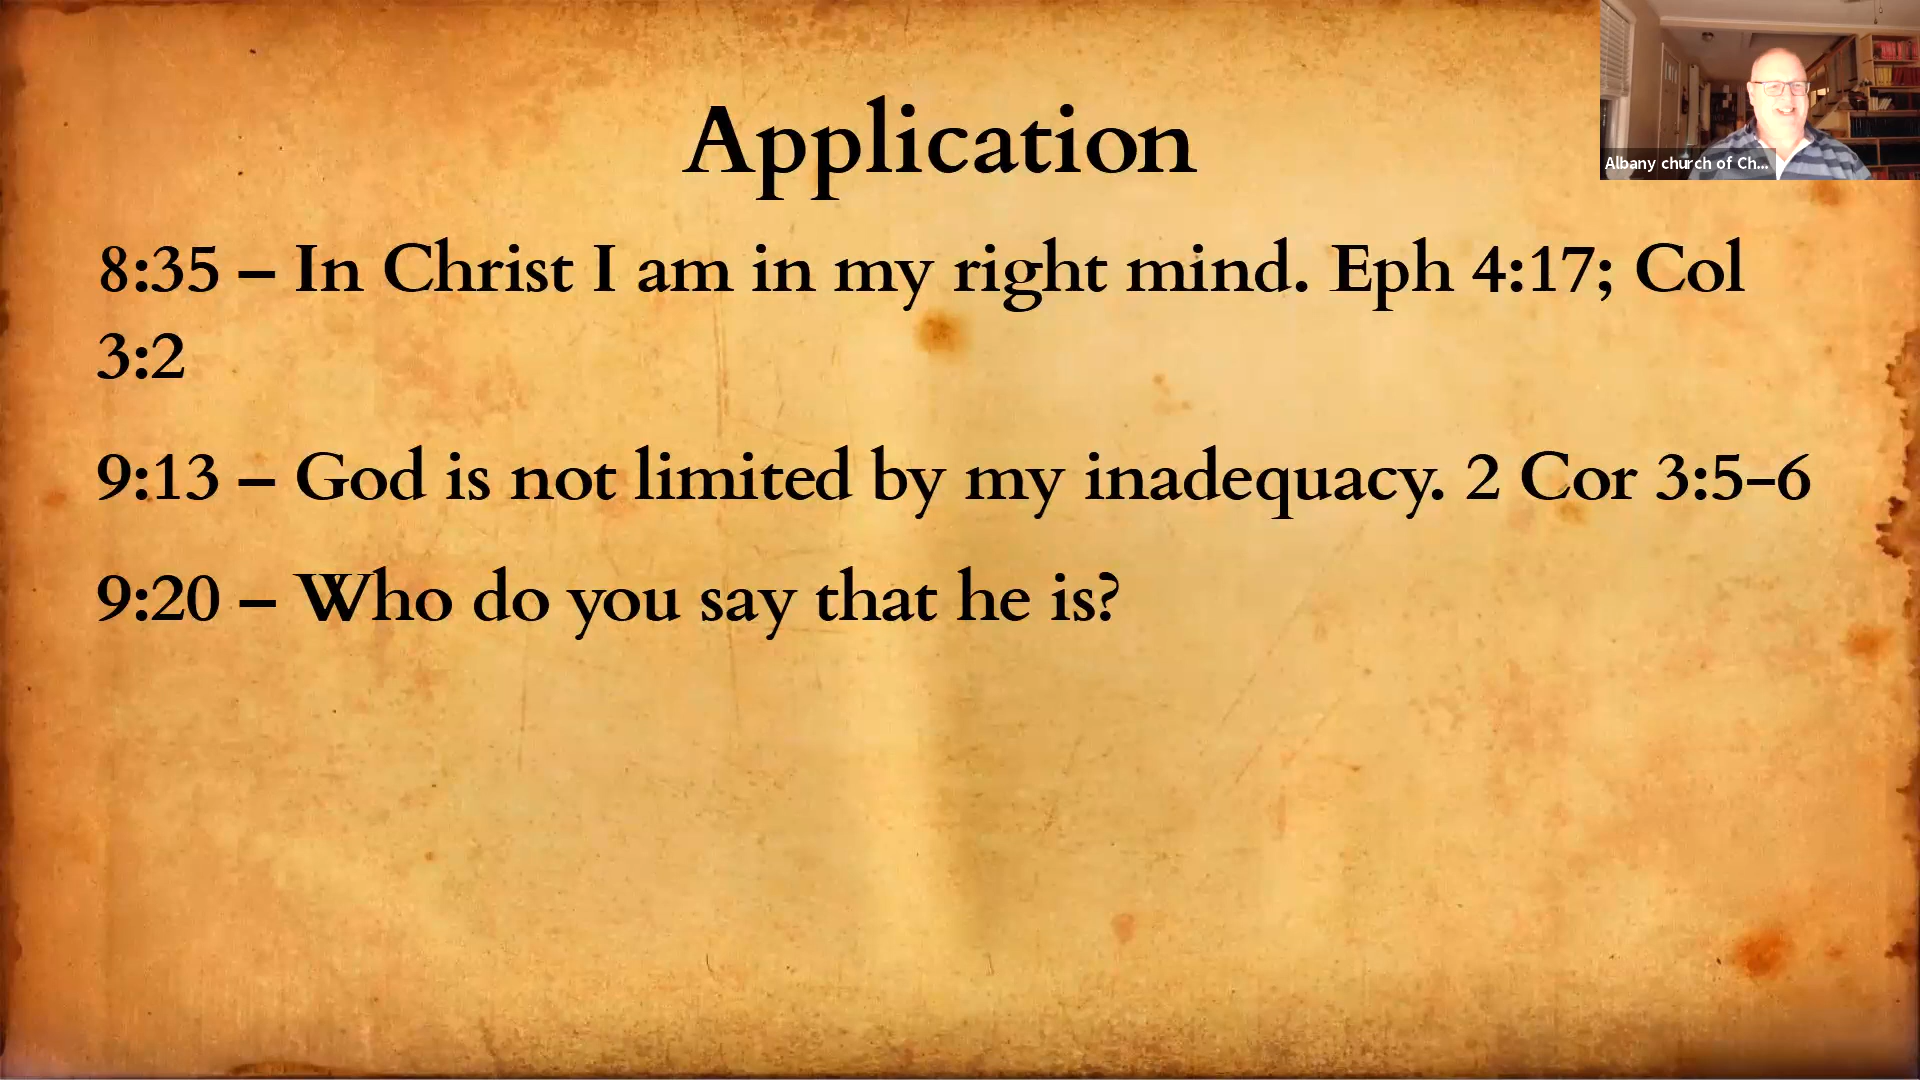 Application
8:35 – In Christ I am in my right mind. Eph 4:17; Col
3:2
9:13 – God is not limited by my inadequacy. 2 Cor 3:5-6
9:20 – Who do you say that he is?
Albany church of Ch...